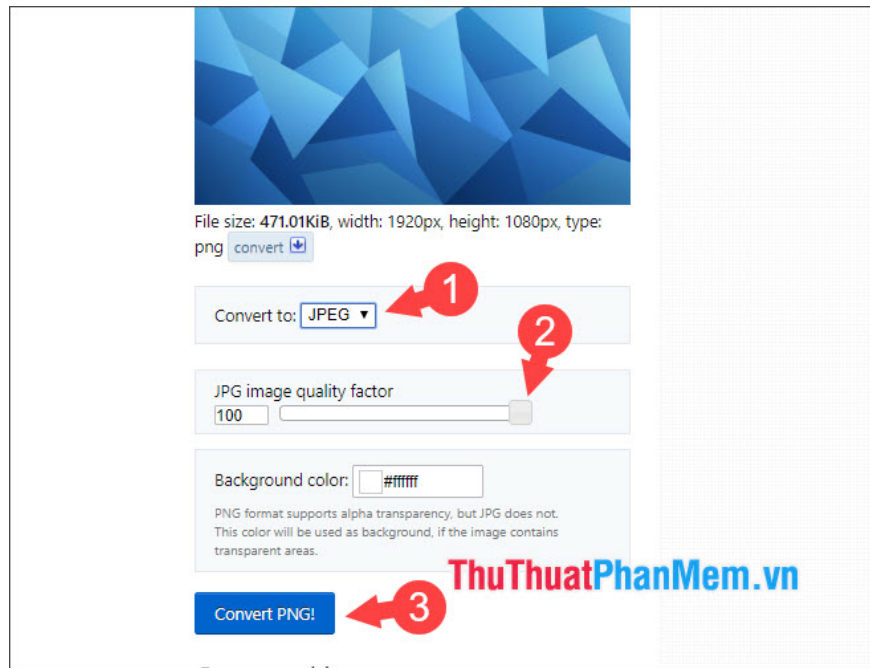 File size: 471.01KiB, width: 1920px, height: 1080px, type:
png convert
Convert to: JPEG
1
2
JPG image quality factor
100
Background color: #ffffff
PNG format supports alpha transparency, but JPG does not.
This color will be used as background, if the image contains
transparent areas.
ThuThuatPhanMem.vn
Convert PNG!
3